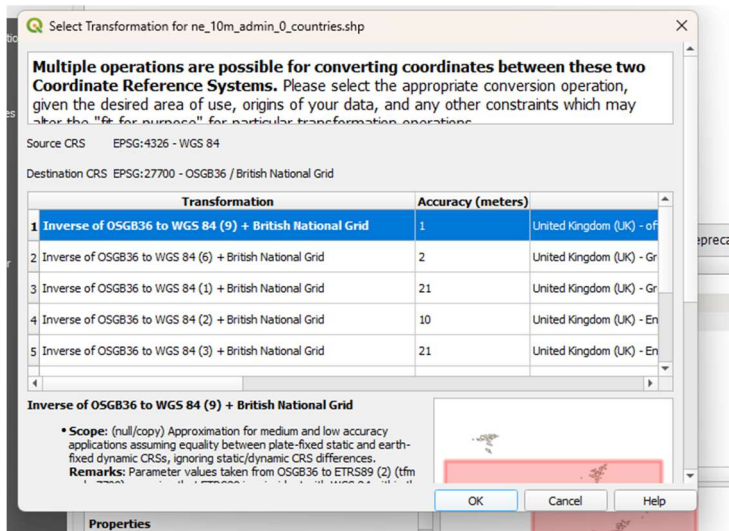 Select Transformation for ne_10m_admin_0_countries.shp
Multiple operations are possible for converting coordinates between these two
Coordinate Reference Systems. Please select the appropriate conversion operation,
given the desired area of use, origins of your data, and any other constraints which may
alter the "fit for purpose" for particular transformation operations.
Source CRS EPSG:4326 - WGS 84
Destination CRS EPSG:27700 - OSGB36 / British National Grid
Transformation Accuracy (meters)
1 Inverse of OSGB36 to WGS 84 (9) + British National Grid 1 United Kingdom (UK) - of
2 Inverse of OSGB36 to WGS 84 (6) + British National Grid 2 United Kingdom (UK) - Gr
3 Inverse of OSGB36 to WGS 84 (1) + British National Grid 21 United Kingdom (UK) - Gr
4 Inverse of OSGB36 to WGS 84 (2) + British National Grid 10 United Kingdom (UK) - En
5 Inverse of OSGB36 to WGS 84 (3) + British National Grid 21 United Kingdom (UK) - En
Inverse of OSGB36 to WGS 84 (9) + British National Grid
• Scope: (null/copy) Approximation for medium and low accuracy
applications assuming equality between plate-fixed static and earth-
fixed dynamic CRSs, ignoring static/dynamic CRS differences.
Remarks: Parameter values taken from OSGB36 to ETRS89 (2) (tfm
OK Cancel Help
Properties